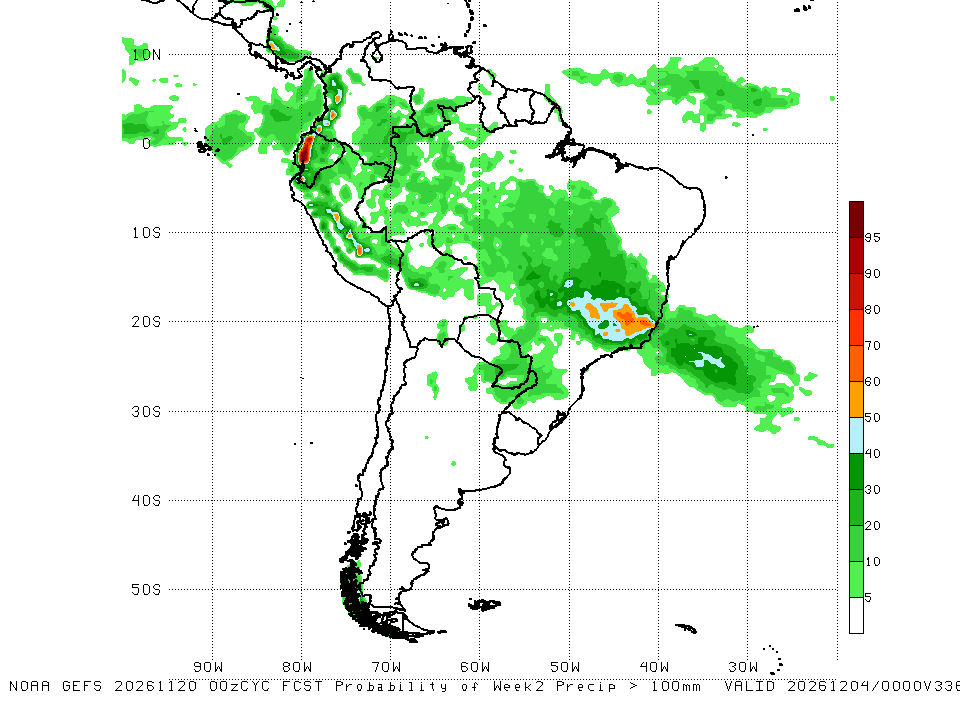 10N
0
10S
20S
30S
40S
50S
95
90
80
70
60
50
40
30
20
10
5
90W 80W 70W 60W 50W 40W 30W
NOAA GEFS 20261120 00zCYC FCST Probability of Week2 Precip > 100mm VALID 20261204/0000V336